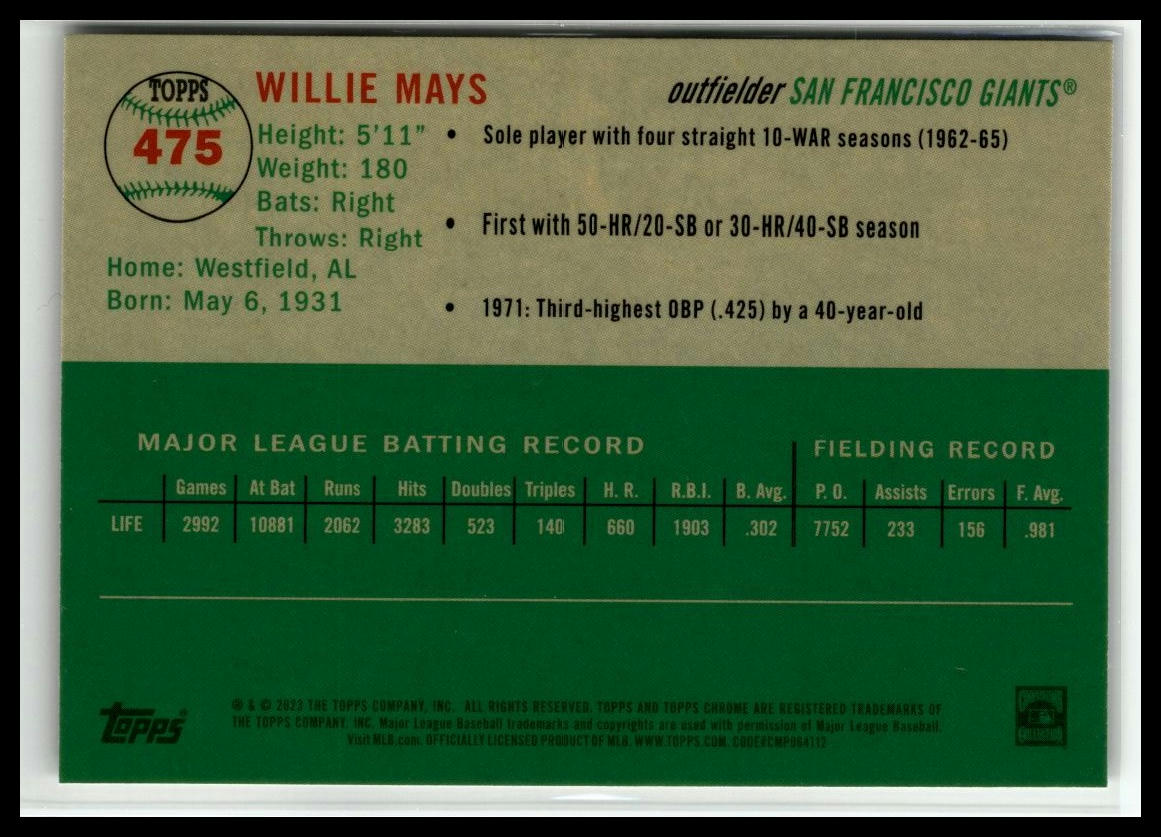 TOPPS
475
WILLIE MAYS
outfielder SAN FRANCISCO GIANTS®
Height: 5'11"
Weight: 180
Bats: Right
Throws: Right
Home: Westfield, AL
Born: May 6, 1931
• Sole player with four straight 10-WAR seasons (1962-65)
• First with 50-HR/20-SB or 30-HR/40-SB season
• 1971: Third-highest OBP (.425) by a 40-year-old
MAJOR LEAGUE BATTING RECORD
FIELDING RECORD
Games At Bat Runs Hits Doubles Triples H. R. R.B.I. B. Avg. P. O. Assists Errors F. Avg.
LIFE 2992 10881 2062 3283 523 140 660 1903 .302 7752 233 156 .981
Topps®
® & © 2023 THE TOPPS COMPANY, INC. ALL RIGHTS RESERVED. TOPPS AND TOPPS CHROME ARE REGISTERED TRADEMARKS OF
THE TOPPS COMPANY, INC. Major League Baseball trademarks and copyrights are used with permission of Major League Baseball.
Visit MLB.com. OFFICIALLY LICENSED PRODUCT OF MLB. WWW.TOPPS.COM. CODE#CMP064112